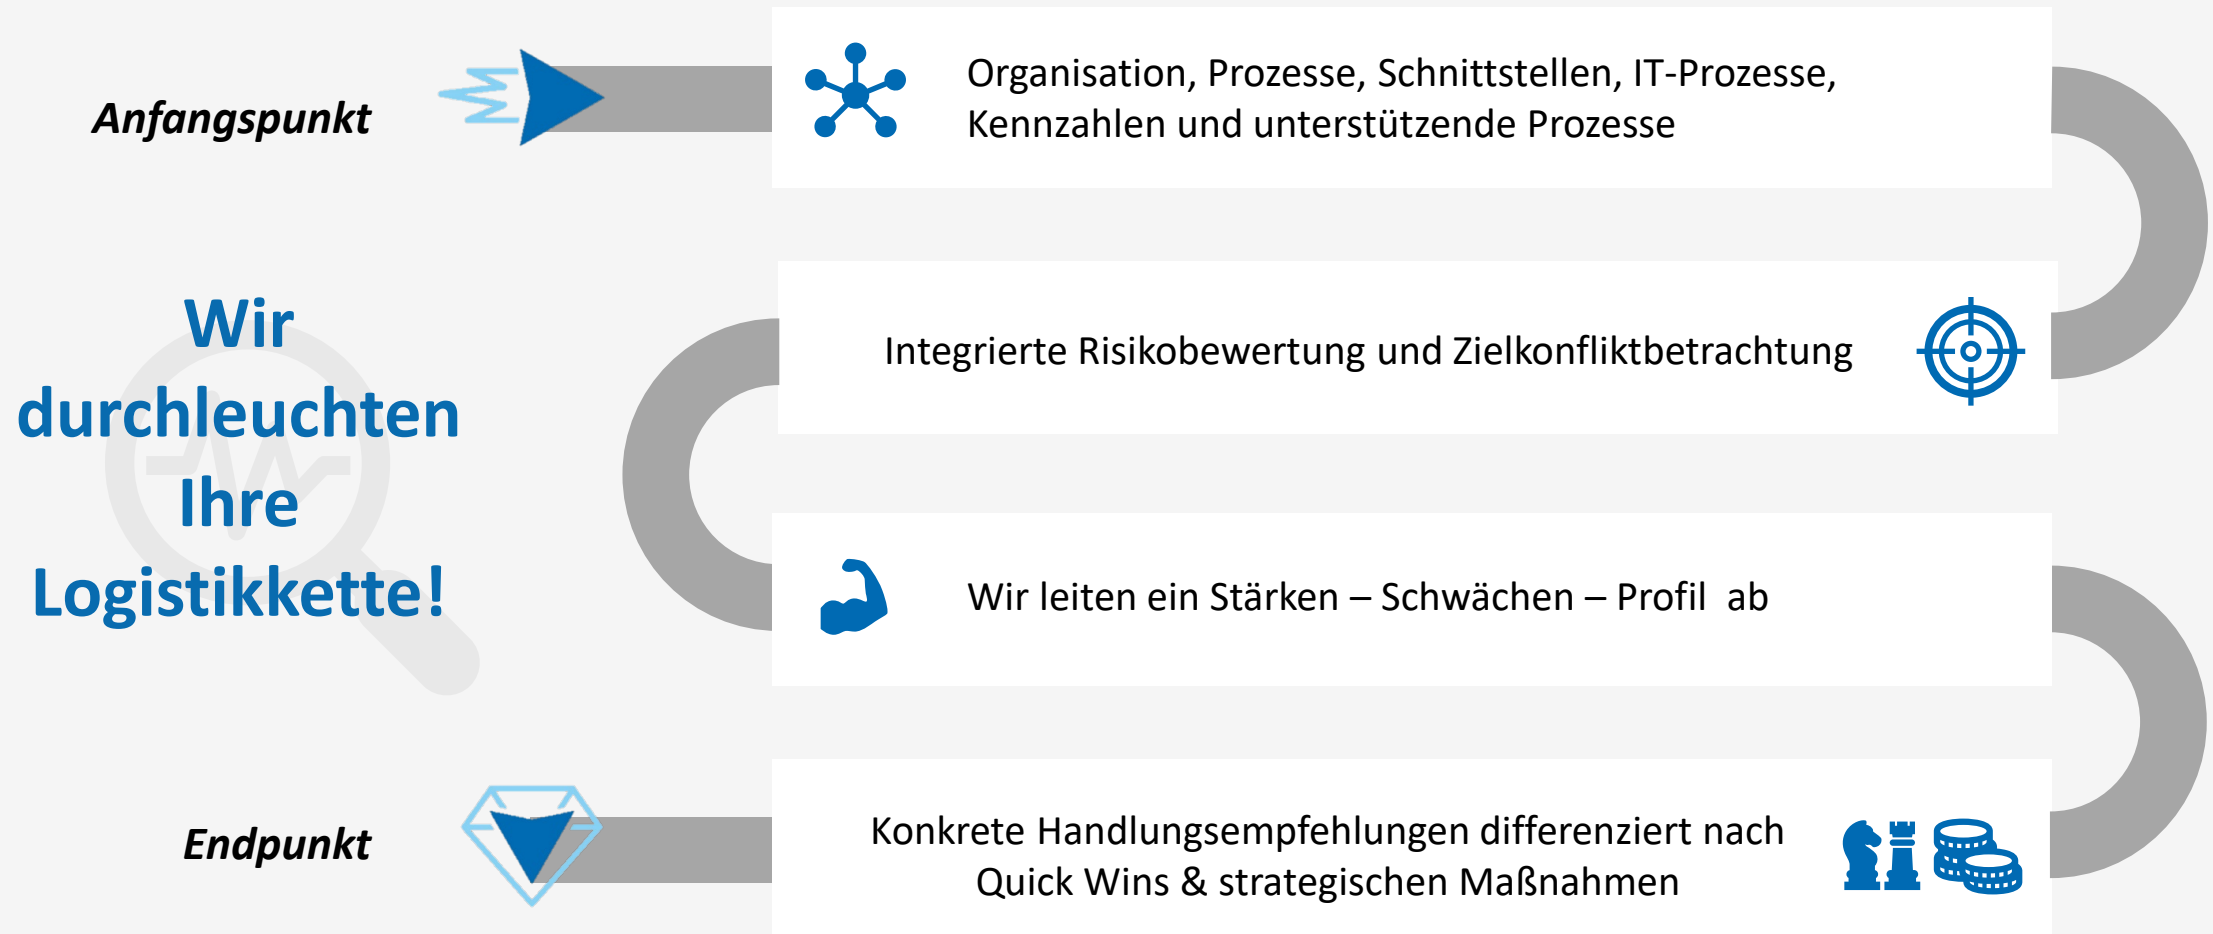 Anfangspunkt
Organisation, Prozesse, Schnittstellen, IT-Prozesse,
Kennzahlen und unterstützende Prozesse
Wir
durchleuchten
Ihre
Logistikkette!
Integrierte Risikobewertung und Zielkonfliktbetrachtung
Wir leiten ein Stärken – Schwächen – Profil  ab
Endpunkt
Konkrete Handlungsempfehlungen differenziert nach
Quick Wins & strategischen Maßnahmen